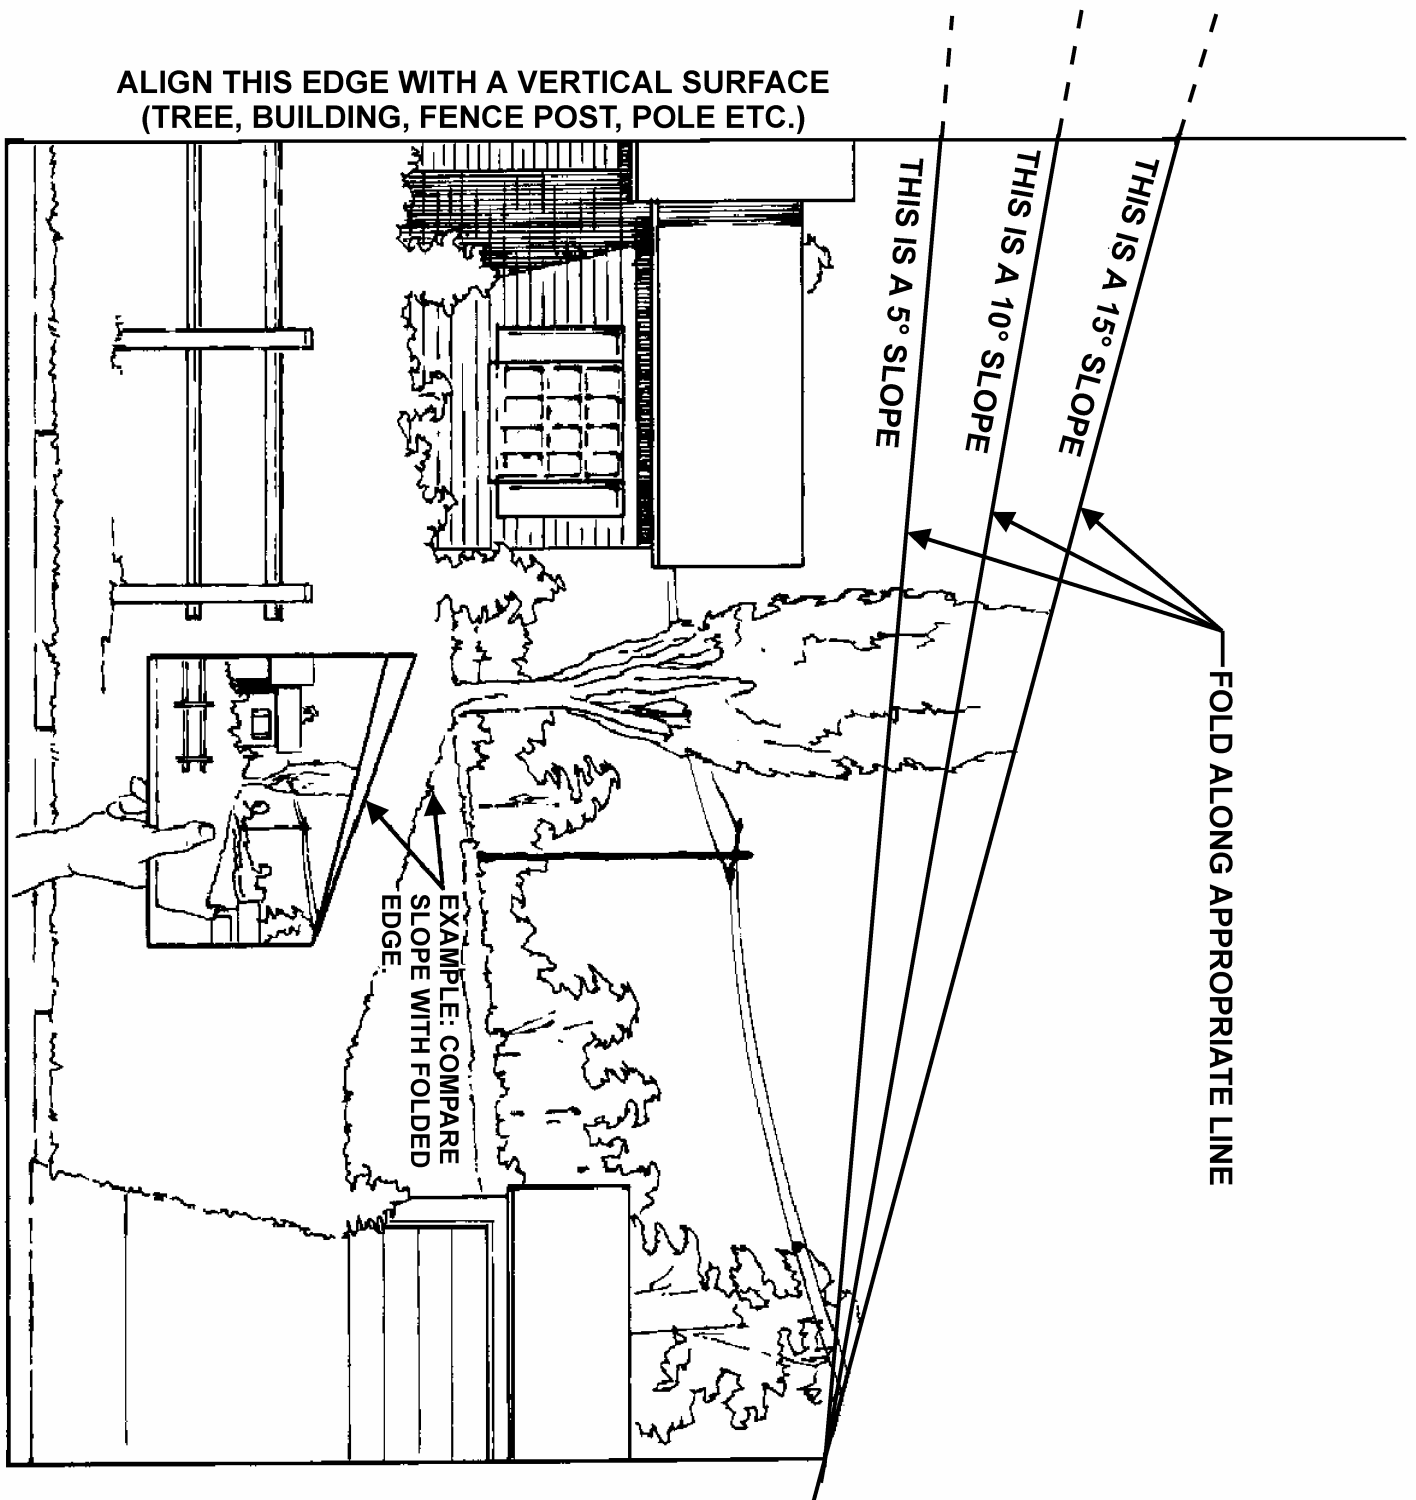 ALIGN THIS EDGE WITH A VERTICAL SURFACE
(TREE, BUILDING, FENCE POST, POLE ETC.)
THIS IS A 5° SLOPE
THIS IS A 10° SLOPE
THIS IS A 15° SLOPE
FOLD ALONG APPROPRIATE LINE
EXAMPLE: COMPARE
SLOPE WITH FOLDED
EDGE.